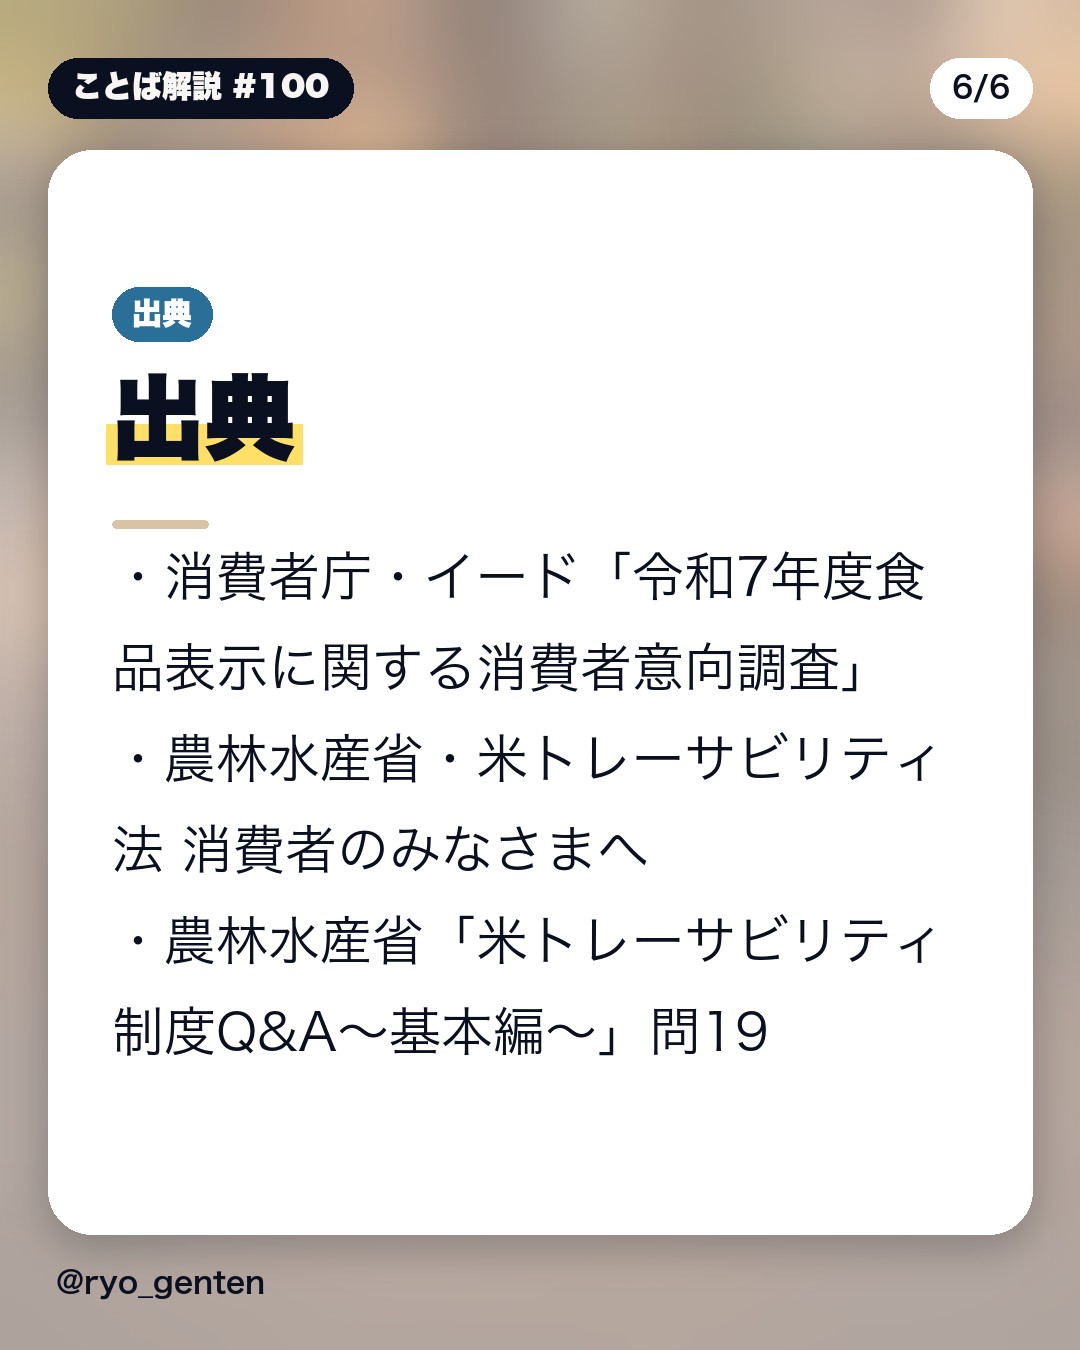 ことば解説 #100
6/6
出典
出典
・消費者庁・イード「令和7年度食
品表示に関する消費者意向調査」
・農林水産省・米トレーサビリティ
法 消費者のみなさまへ
・農林水産省「米トレーサビリティ
制度Q&A〜基本編〜」問19
@ryo_genten